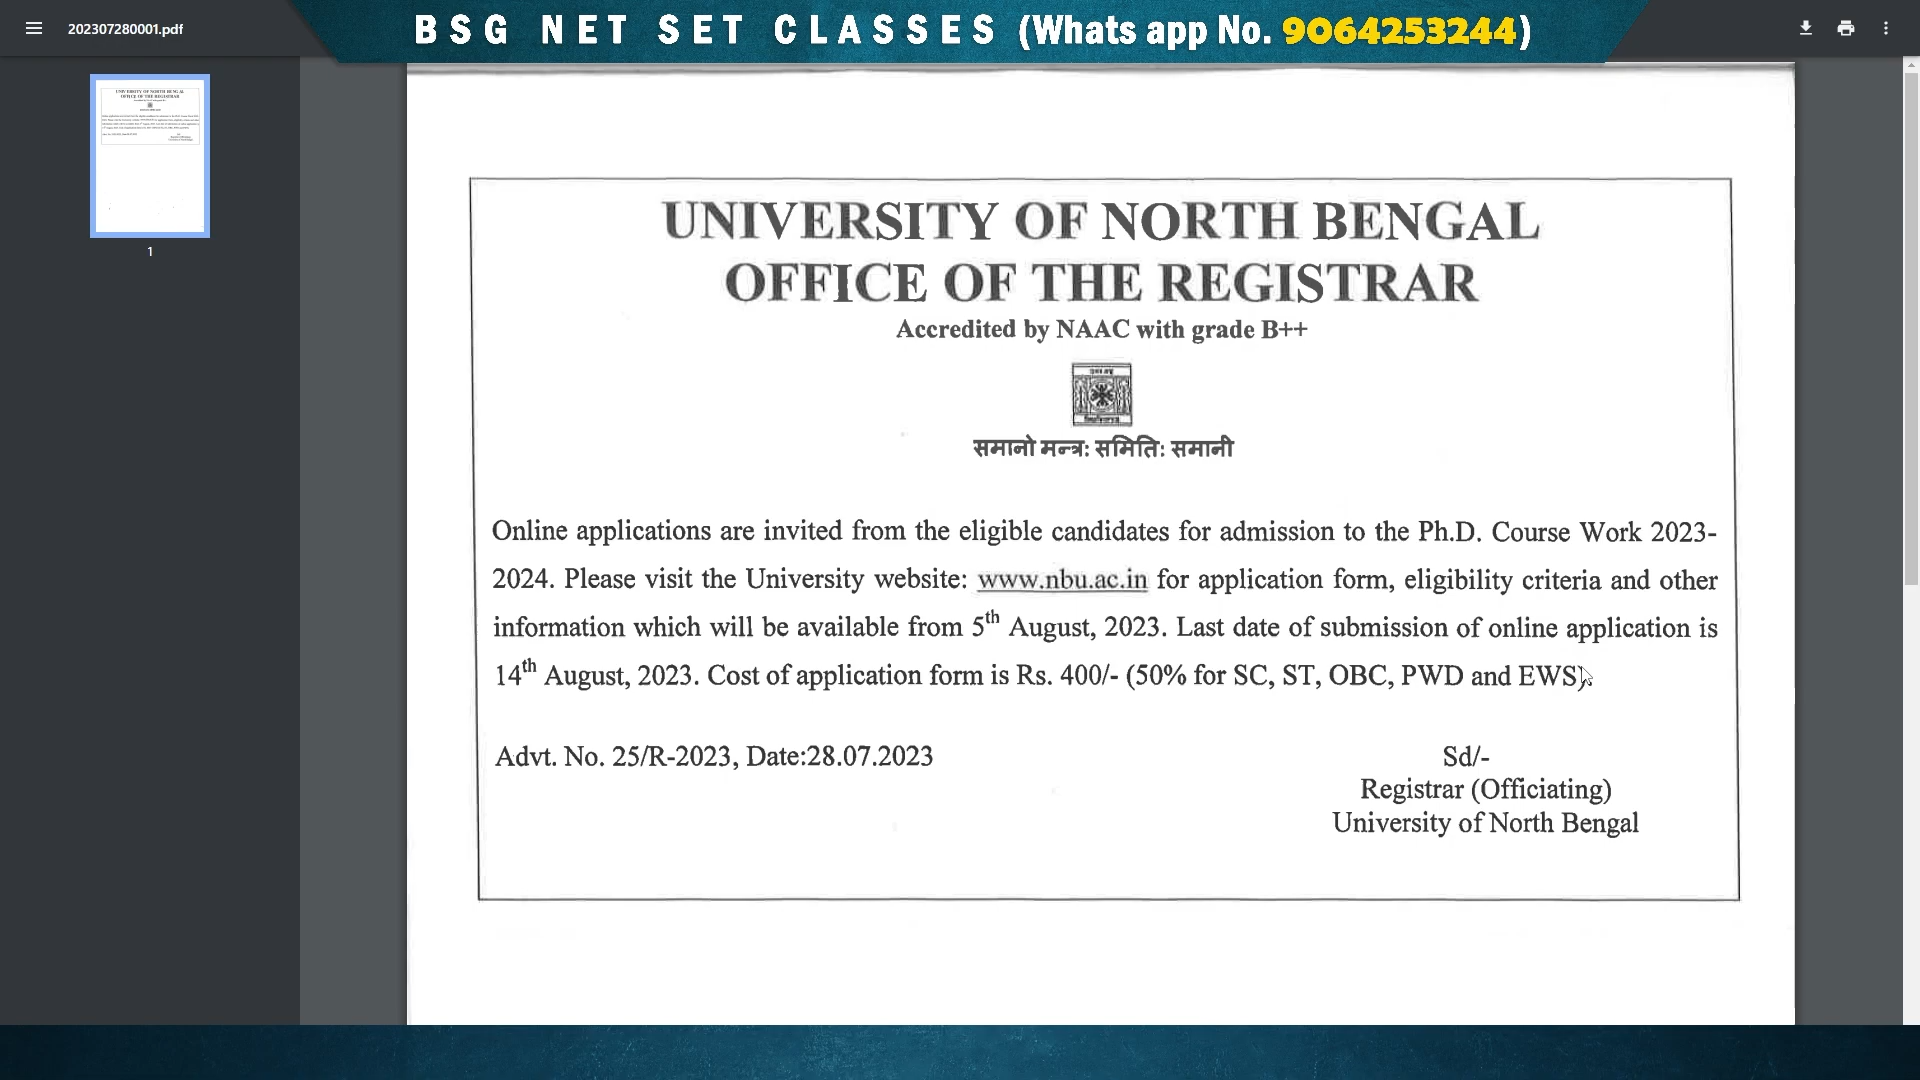 202307280001.pdf
BSG NET SET CLASSES (Whats app No. 9064253244)
1
UNIVERSITY OF NORTH BENGAL
OFFICE OF THE REGISTRAR
Accredited by NAAC with grade B++
समानो मन्त्र: समिति: समानी
Online applications are invited from the eligible candidates for admission to the Ph.D. Course Work 2023-
2024. Please visit the University website: www.nbu.ac.in for application form, eligibility criteria and other
information which will be available from 5th August, 2023. Last date of submission of online application is
14th August, 2023. Cost of application form is Rs. 400/- (50% for SC, ST, OBC, PWD and EWS).
Advt. No. 25/R-2023, Date:28.07.2023
Sd/-
Registrar (Officiating)
University of North Bengal